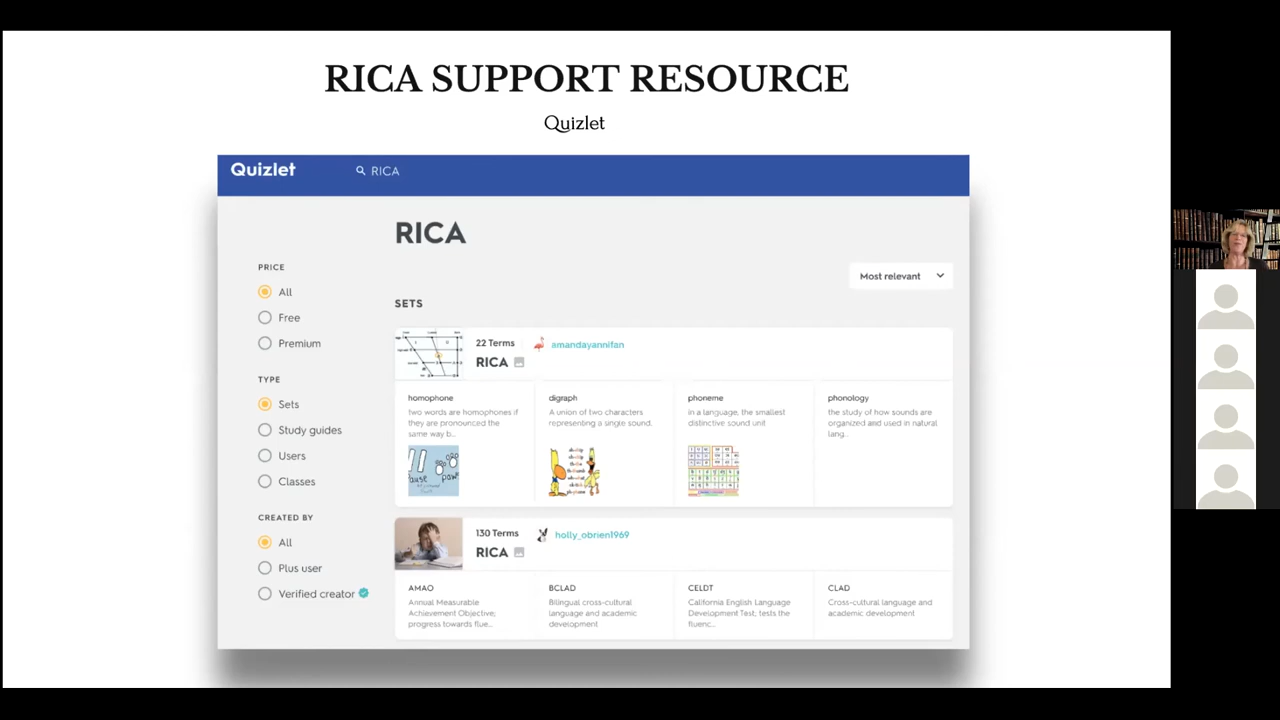 RICA SUPPORT RESOURCE
Quizlet
Quizlet
RICA
RICA
PRICE
All
Free
Premium
TYPE
Sets
Study guides
Users
Classes
CREATED BY
All
Plus user
Verified creator
Most relevant
SETS
22 Terms
amandayannifan
RICA
homophone
two words are homophones if
they are pronounced the
same way b...
digraph
A union of two characters
representing a single sound.
phoneme
in a language, the smallest
distinctive sound unit
phonology
the study of how sounds are
organized and used in natural
lang...
130 Terms
holly_obrien1969
RICA
AMAO
Annual Measurable
Achievement Objective;
progress towards flue...
BCLAD
Bilingual cross-cultural
language and academic
development
CELDT
California English Language
Development Test, tests the
fluenc...
CLAD
Cross-cultural language and
academic development